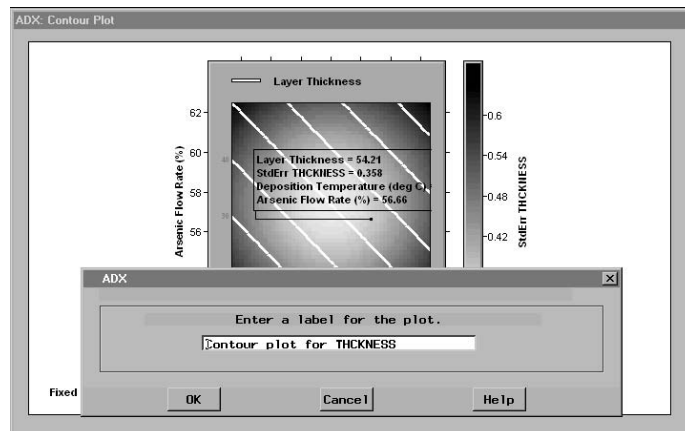 ADX: Contour Plot
Layer Thickness
62
60
58
56
Arsenic Flow Rate (%)
Layer Thickness = 54.21
StdErr THCKNESS = 0.358
Deposition Temperature (deg C)
Arsenic Flow Rate (%) = 56.66
0.6
0.54
0.48
0.42
StdErr THCKNESS
ADX
Enter a label for the plot.
Contour plot for THCKNESS
Fixed
OK
Cancel
Help